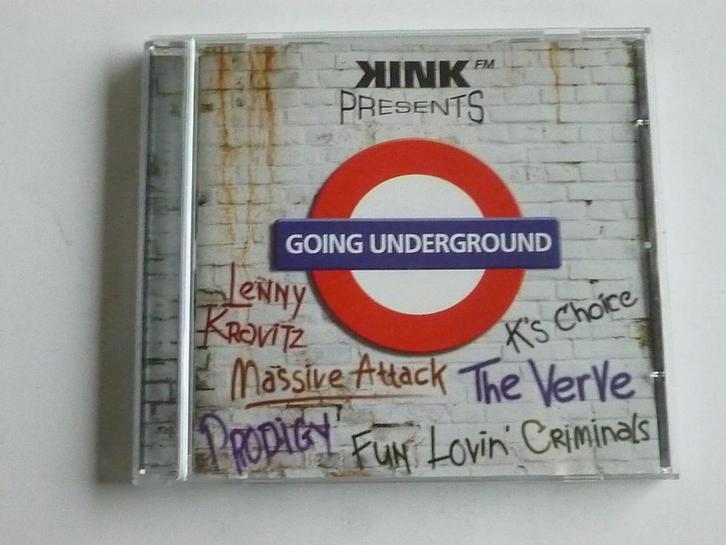 KINK FM
PRESENTS
GOING UNDERGROUND
Lenny
Kravitz
K's Choice
Massive Attack
The Verve
Prodigy
Fun Lovin' Criminals